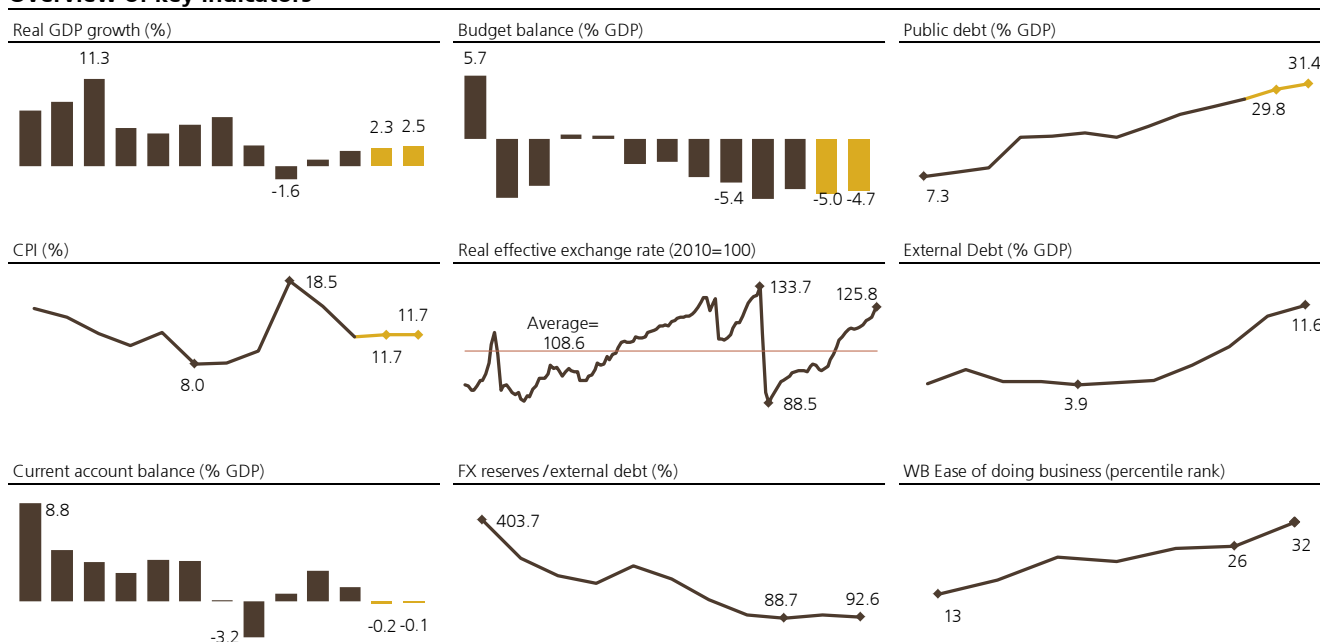 Overview of key indicators
Real GDP growth (%)
11.3
-1.6
2.3
2.5
Budget balance (% GDP)
5.7
-5.4
-5.0
-4.7
Public debt (% GDP)
7.3
29.8
31.4
CPI (%)
8.0
18.5
11.7
11.7
Real effective exchange rate (2010=100)
Average=
108.6
133.7
88.5
125.8
External Debt (% GDP)
3.9
11.6
Current account balance (% GDP)
8.8
-3.2
-0.2
-0.1
FX reserves/external debt (%)
403.7
88.7
92.6
WB Ease of doing business (percentile rank)
13
26
32